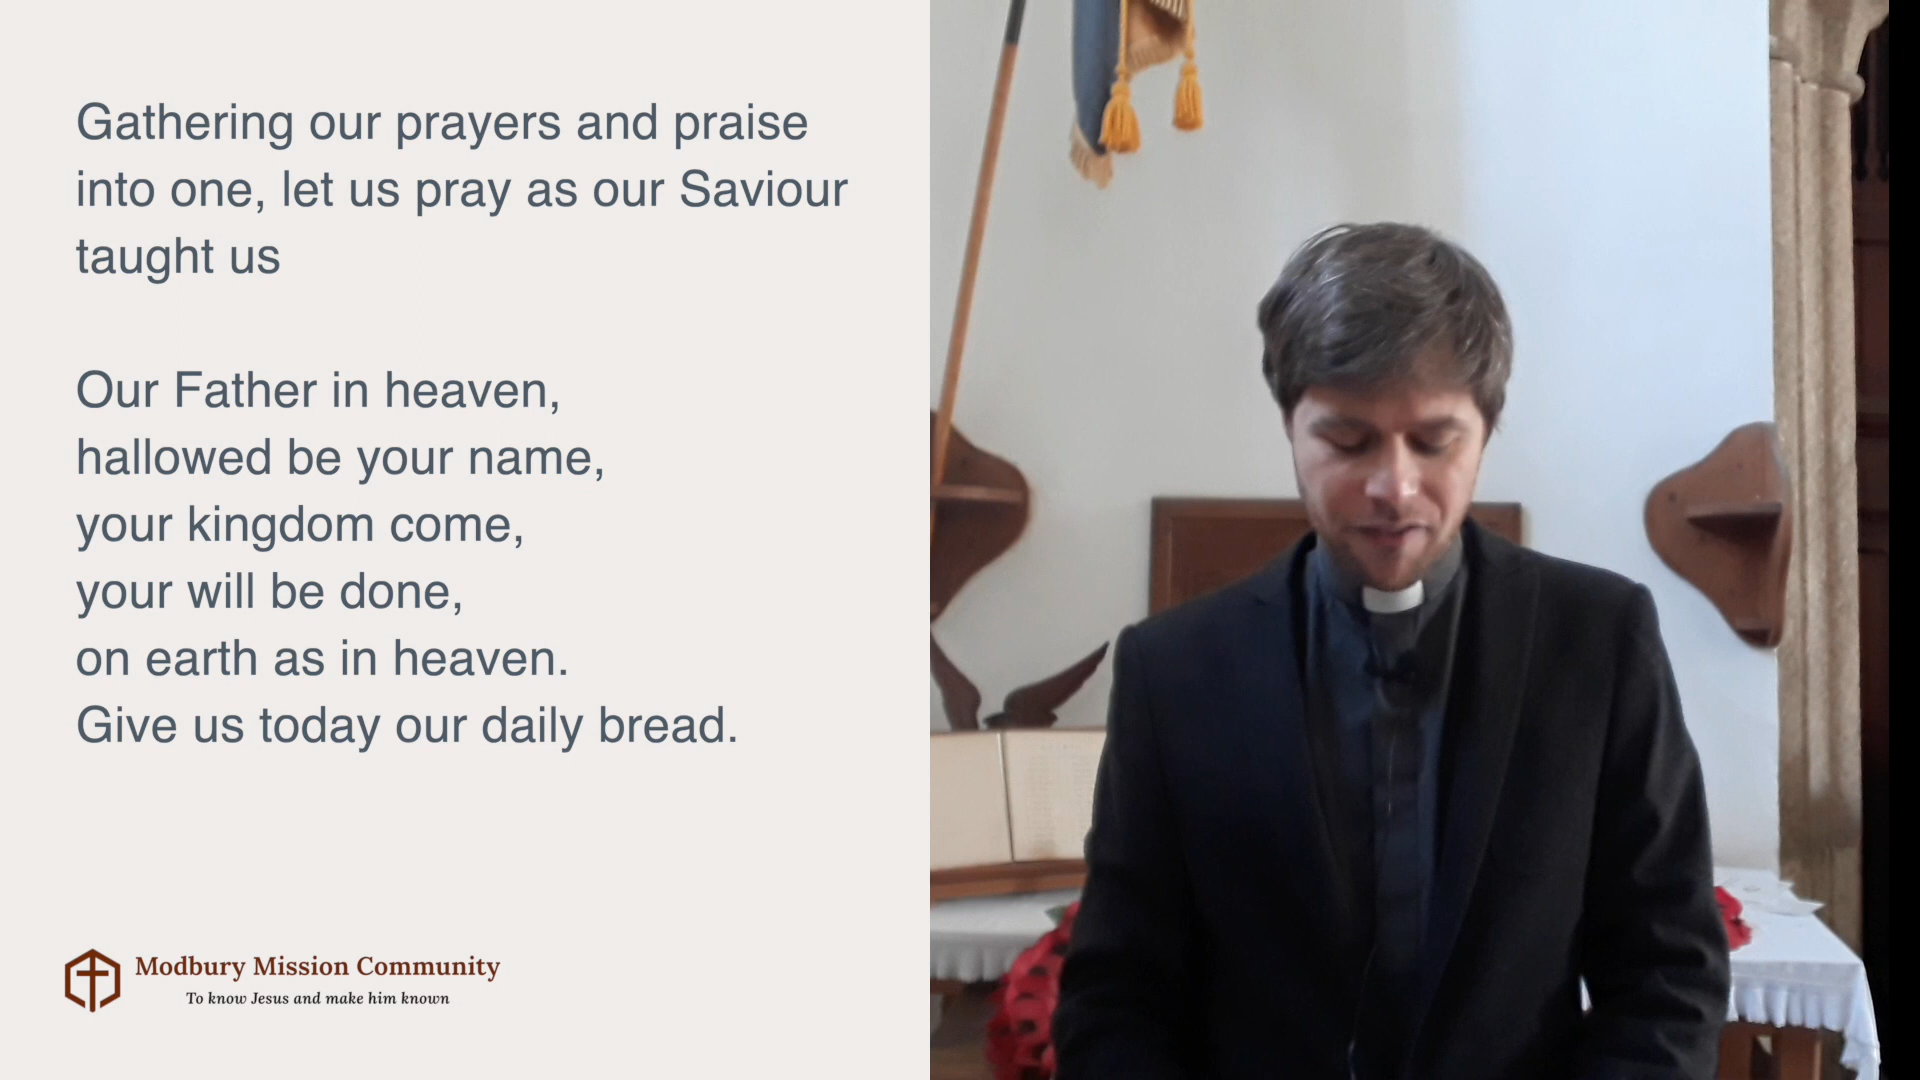 Gathering our prayers and praise
into one, let us pray as our Saviour
taught us
Our Father in heaven,
hallowed be your name,
your kingdom come,
your will be done,
on earth as in heaven.
Give us today our daily bread.
Modbury Mission Community
To know Jesus and make him known